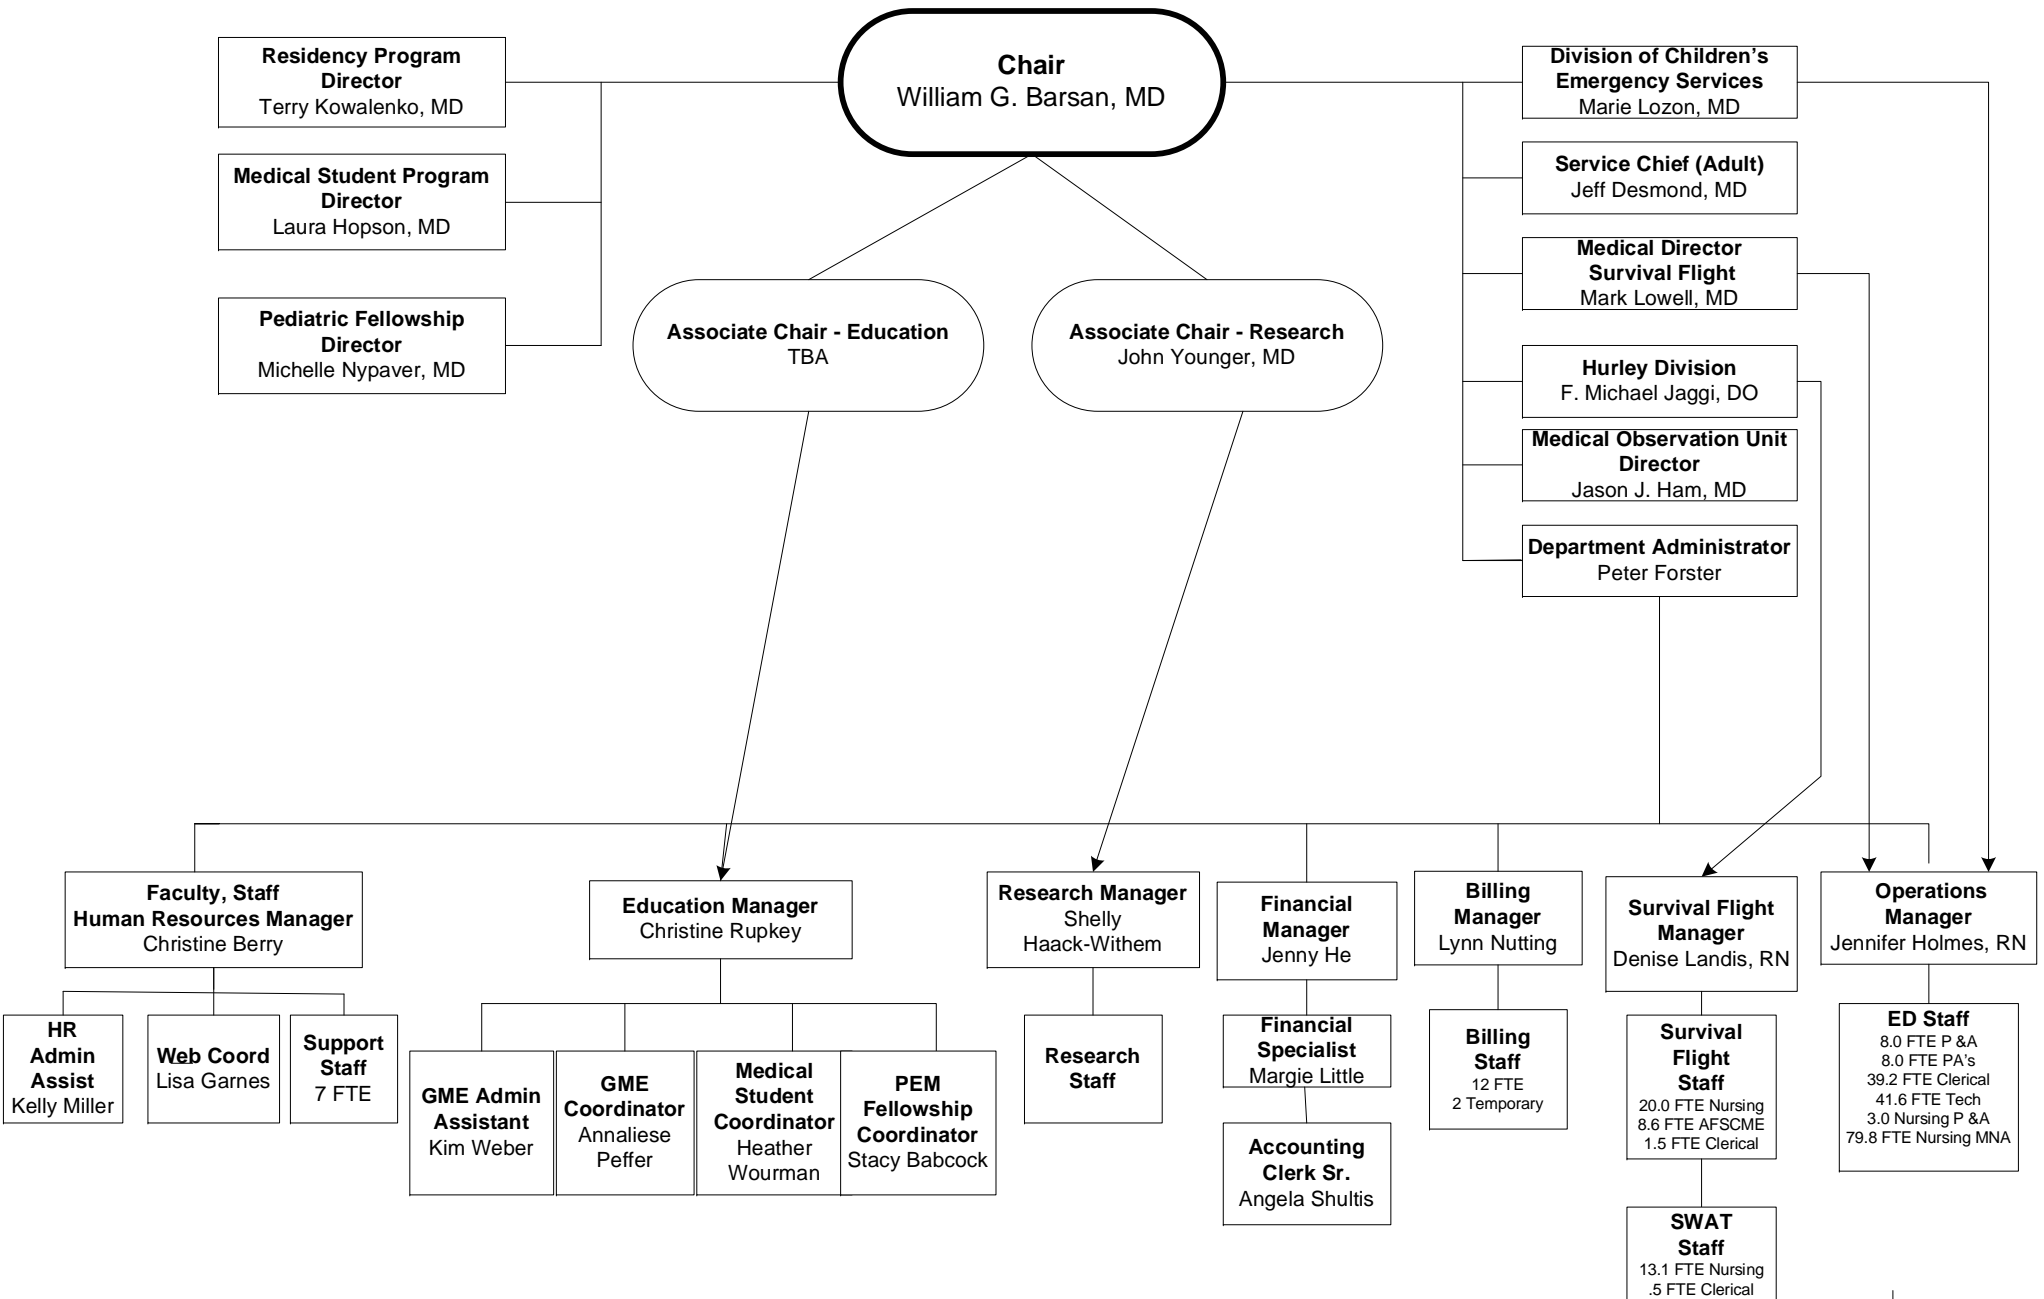 Chair
William G. Barsan, MD
Residency Program
Director
Terry Kowalenko, MD
Medical Student Program
Director
Laura Hopson, MD
Pediatric Fellowship
Director
Michelle Nypaver, MD
Associate Chair - Education
TBA
Associate Chair - Research
John Younger, MD
Division of Children's
Emergency Services
Marie Lozon, MD
Service Chief (Adult)
Jeff Desmond, MD
Medical Director
Survival Flight
Mark Lowell, MD
Hurley Division
F. Michael Jaggi, DO
Medical Observation Unit
Director
Jason J. Ham, MD
Department Administrator
Peter Forster
Faculty, Staff
Human Resources Manager
Christine Berry
Education Manager
Christine Rupkey
Research Manager
Shelly
Haack-Withem
Financial
Manager
Jenny He
Billing
Manager
Lynn Nutting
Survival Flight
Manager
Denise Landis, RN
Operations
Manager
Jennifer Holmes, RN
HR
Admin
Assist
Kelly Miller
Web Coord
Lisa Garnes
Support
Staff
7 FTE
GME Admin
Assistant
Kim Weber
GME
Coordinator
Annaliese
Peffer
Medical
Student
Coordinator
Heather
Wourman
PEM
Fellowship
Coordinator
Stacy Babcock
Research
Staff
Financial
Specialist
Margie Little
Accounting
Clerk Sr.
Angela Shultis
Billing
Staff
12 FTE
2 Temporary
Survival
Flight
Staff
20.0 FTE Nursing
8.6 FTE AFSCME
1.5 FTE Clerical
SWAT
Staff
13.1 FTE Nursing
.5 FTE Clerical
ED Staff
8.0 FTE P &A
8.0 FTE PA's
39.2 FTE Clerical
41.6 FTE Tech
3.0 Nursing P &A
79.8 FTE Nursing MNA